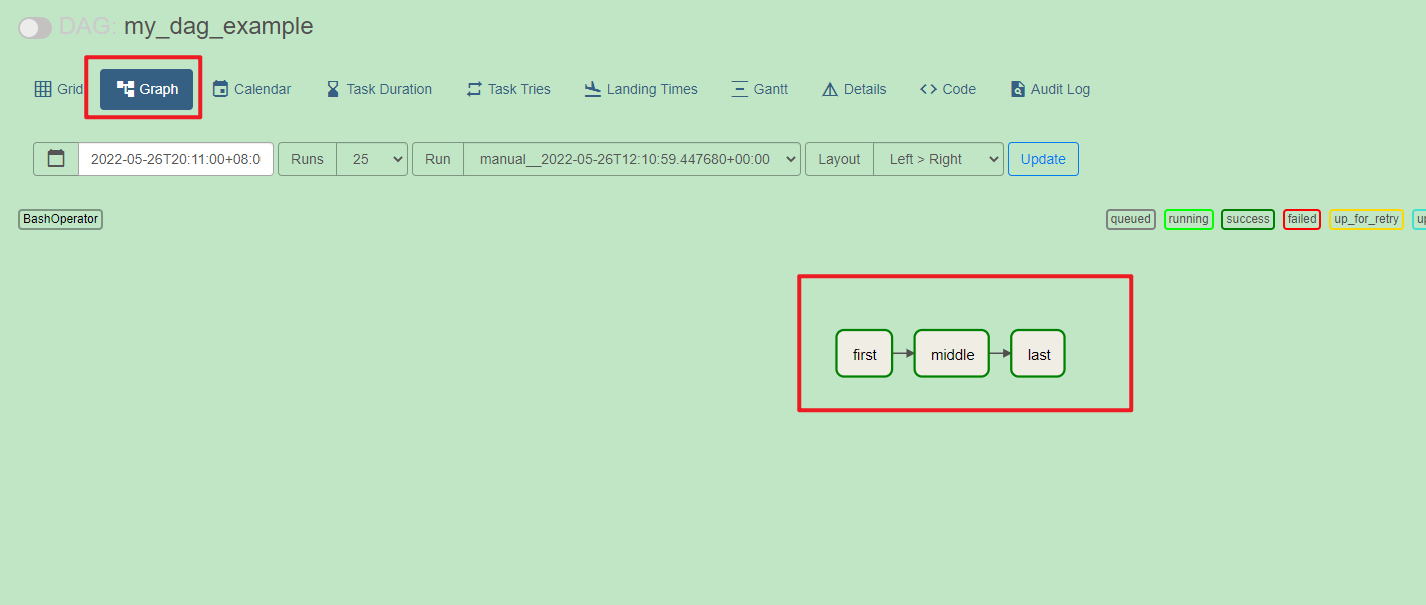 DAG: my_dag_example
Grid Graph Calendar Task Duration Task Tries Landing Times Gantt Details Code Audit Log
2022-05-26T20:11:00+08:0 Runs 25 Run manual__2022-05-26T12:10:59.447680+00:00 Layout Left > Right Update
BashOperator queued running success failed up_for_retry up
first middle last